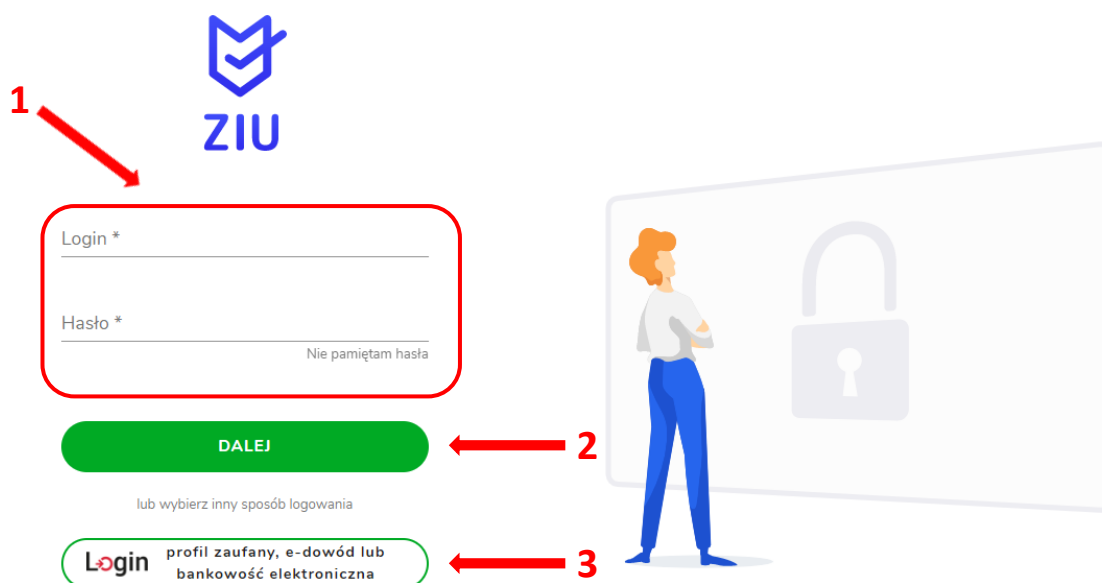 ZIU
1
Login *
Hasło *
Nie pamiętam hasła
DALEJ
2
lub wybierz inny sposób logowania
Login profil zaufany, e-dowód lub
bankowość elektroniczna
3